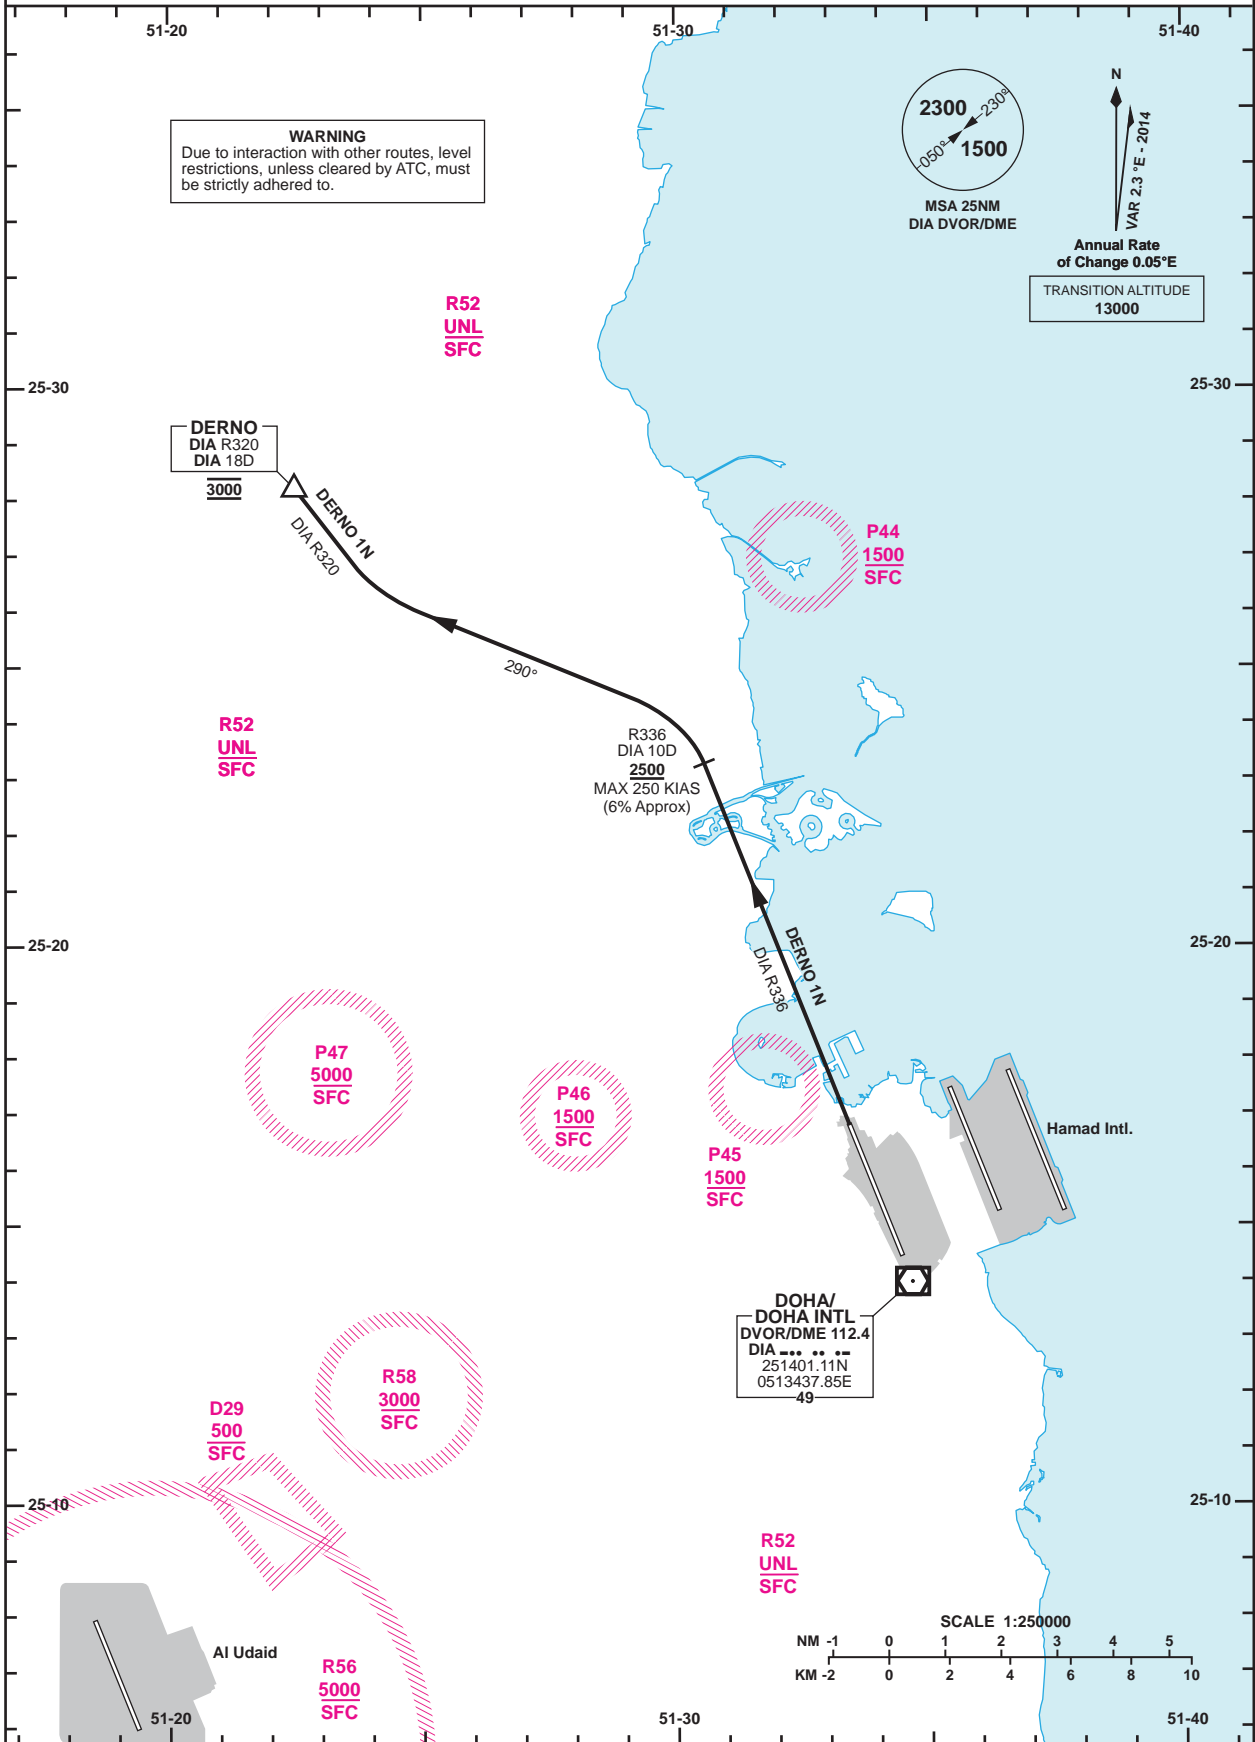 51-20
51-30
51-40
WARNING
Due to interaction with other routes, level
restrictions, unless cleared by ATC, must
be strictly adhered to.
2300
230°
050°
1500
MSA 25NM
DIA DVOR/DME
N
VAR 2.3 °E - 2014
Annual Rate
of Change 0.05°E
TRANSITION ALTITUDE
13000
R52
UNL
SFC
25-30
25-30
DERNO
DIA R320
DIA 18D
3000
DERNO 1N
DIA R320
P44
1500
SFC
290°
R52
UNL
SFC
R336
DIA 10D
2500
MAX 250 KIAS
(6% Approx)
25-20
25-20
DERNO 1N
DIA R336
P47
5000
SFC
P46
1500
SFC
P45
1500
SFC
Hamad Intl.
DOHA/
DOHA INTL
DVOR/DME 112.4
DIA
251401.11N
0513437.85E
49
R58
3000
SFC
D29
500
SFC
25-10
25-10
R52
UNL
SFC
Al Udaid
R56
5000
SFC
SCALE 1:250000
NM -1 0 1 2 3 4 5
KM -2 0 2 4 6 8 10
51-20
51-30
51-40